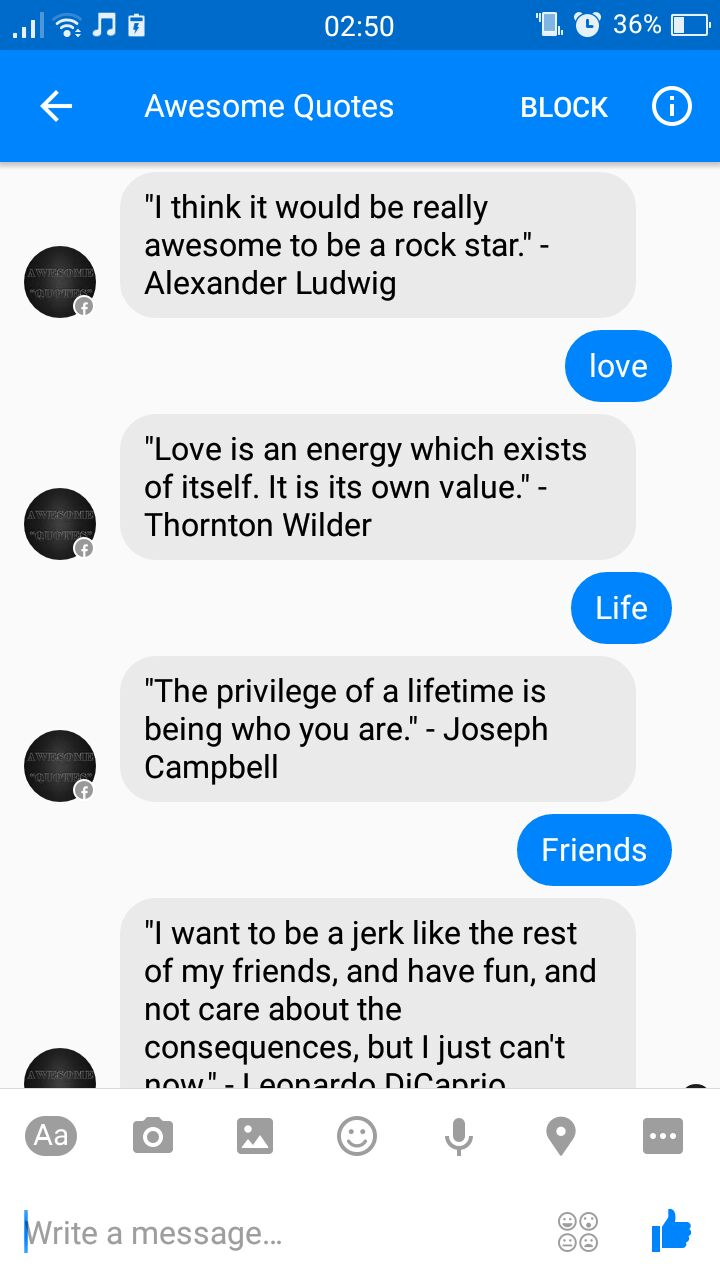 02:50
36%
Awesome Quotes
BLOCK
"I think it would be really
awesome to be a rock star." -
Alexander Ludwig
AWESOME
"QUOTES"
love
"Love is an energy which exists
of itself. It is its own value." -
Thornton Wilder
AWESOME
"QUOTES"
Life
"The privilege of a lifetime is
being who you are." - Joseph
Campbell
AWESOME
"QUOTES"
Friends
"I want to be a jerk like the rest
of my friends, and have fun, and
not care about the
consequences, but I just can't
now." - Leonardo DiCaprio
AWESOME
Aa
Write a message...